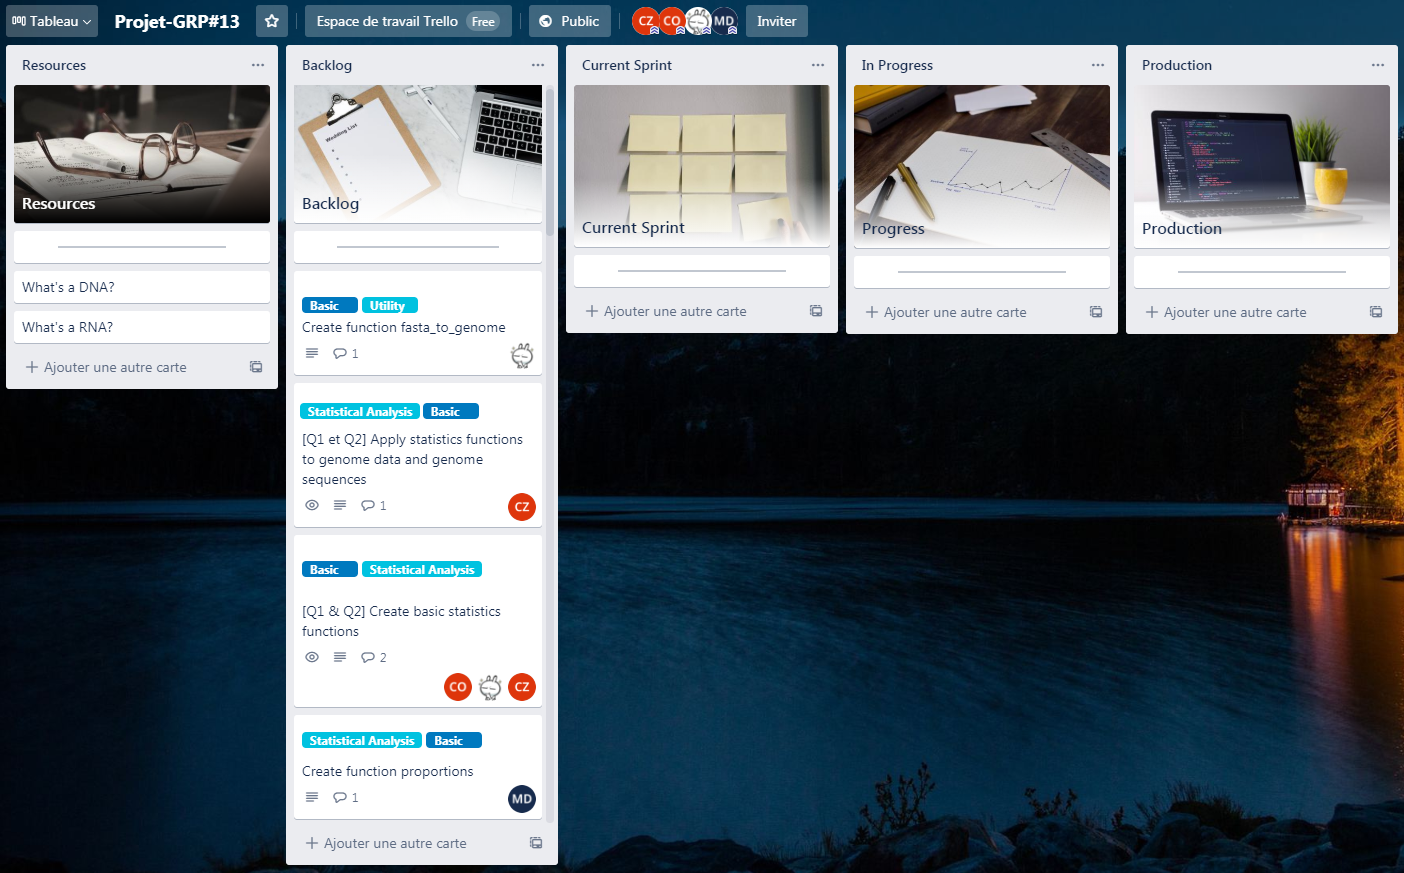 Tableau
Projet-GRP#13
Espace de travail Trello Free
Public
CZ CO MD
Inviter
Resources
Resources
What's a DNA?
What's a RNA?
Ajouter une autre carte
Backlog
Wedding List
Backlog
Basic Utility
Create function fasta_to_genome
1
Statistical Analysis Basic
[Q1 et Q2] Apply statistics functions
to genome data and genome
sequences
1
CZ
Basic Statistical Analysis
[Q1 & Q2] Create basic statistics
functions
2
CO CZ
Statistical Analysis Basic
Create function proportions
1
MD
Ajouter une autre carte
Current Sprint
Current Sprint
Ajouter une autre carte
In Progress
Progress
Ajouter une autre carte
Production
Production
Ajouter une autre carte